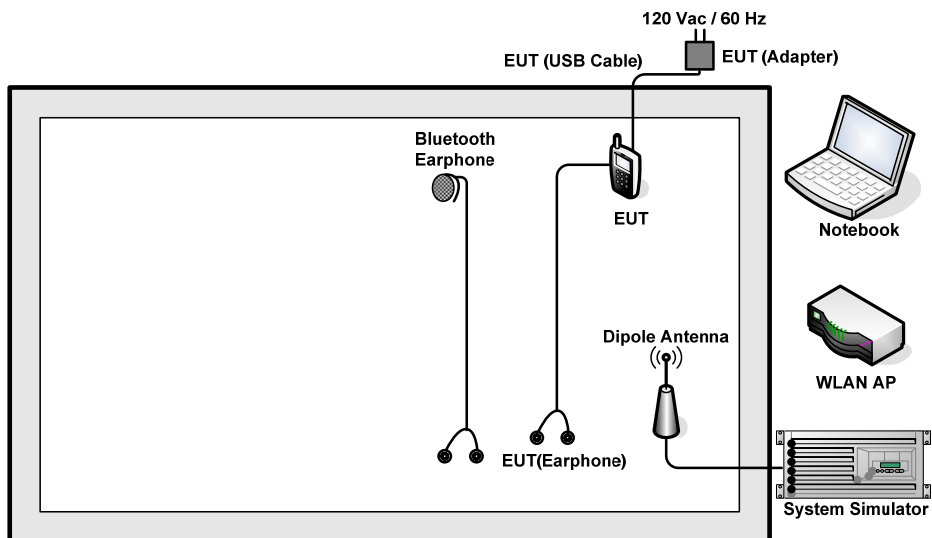 120 Vac / 60 Hz
EUT (USB Cable)
EUT (Adapter)
Bluetooth
Earphone
EUT
Notebook
Dipole Antenna
WLAN AP
EUT(Earphone)
System Simulator